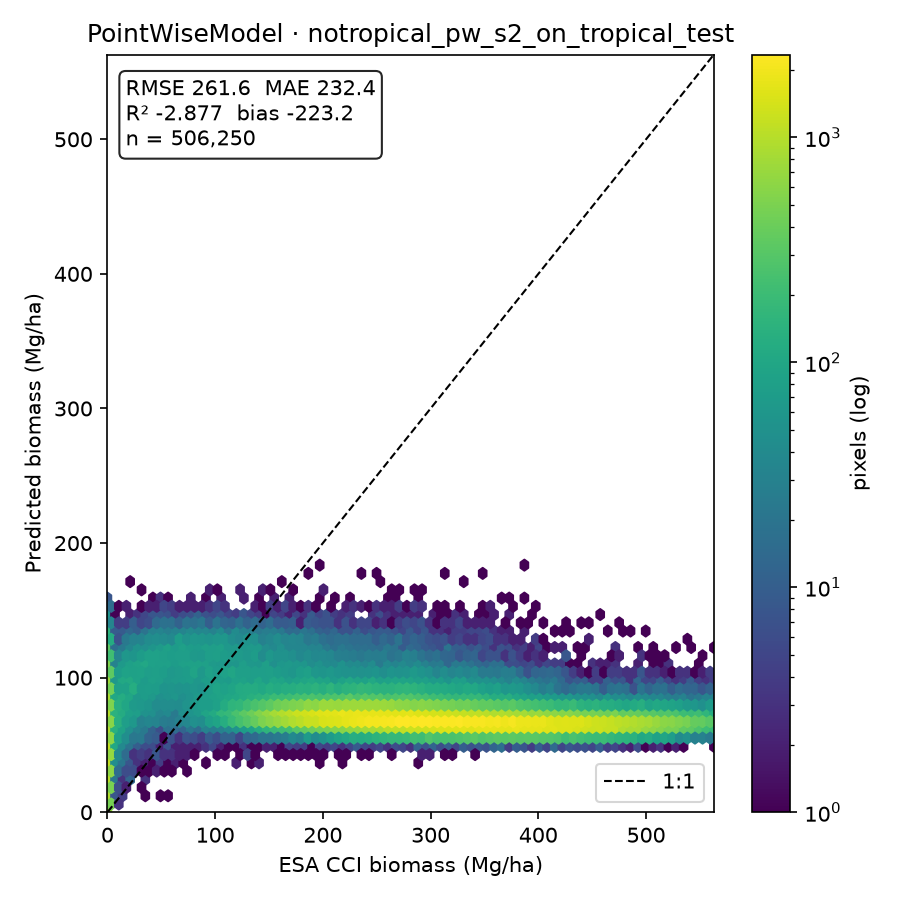 PointWiseModel · notropical_pw_s2_on_tropical_test
RMSE 261.6  MAE 232.4
R² -2.877  bias -223.2
n = 506,250
500
400
300
200
100
0
Predicted biomass (Mg/ha)
0 100 200 300 400 500
ESA CCI biomass (Mg/ha)
1:1
10³
10²
10¹
10⁰
pixels (log)